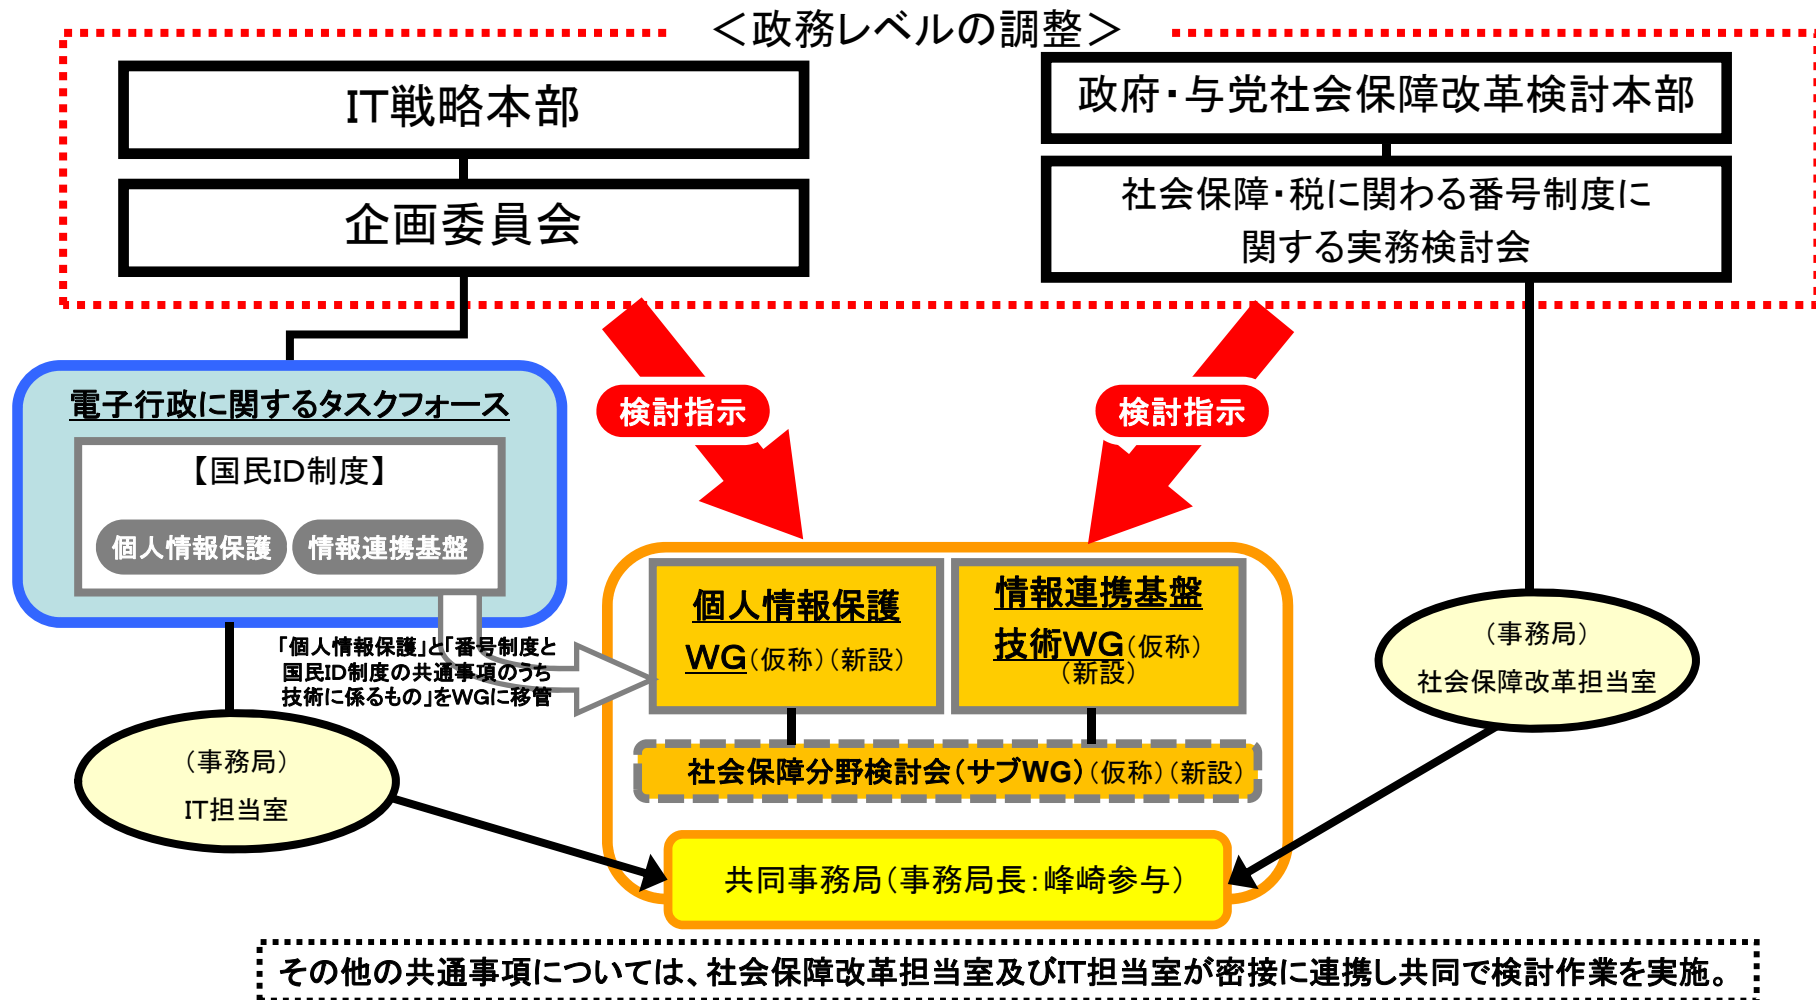 ＜政務レベルの調整＞
IT戦略本部
企画委員会
政府・与党社会保障改革検討本部
社会保障・税に関わる番号制度に
関する実務検討会
検討指示
検討指示
電子行政に関するタスクフォース
【国民ID制度】
個人情報保護
情報連携基盤
「個人情報保護」と「番号制度と
国民ID制度の共通事項のうち
技術に係るもの」をWGに移管
個人情報保護
WG（仮称）（新設）
情報連携基盤
技術WG（仮称）
（新設）
社会保障分野検討会（サブWG）（仮称）（新設）
（事務局）
社会保障改革担当室
（事務局）
IT担当室
共同事務局（事務局長：峰崎参与）
その他の共通事項については、社会保障改革担当室及びIT担当室が密接に連携し共同で検討作業を実施。